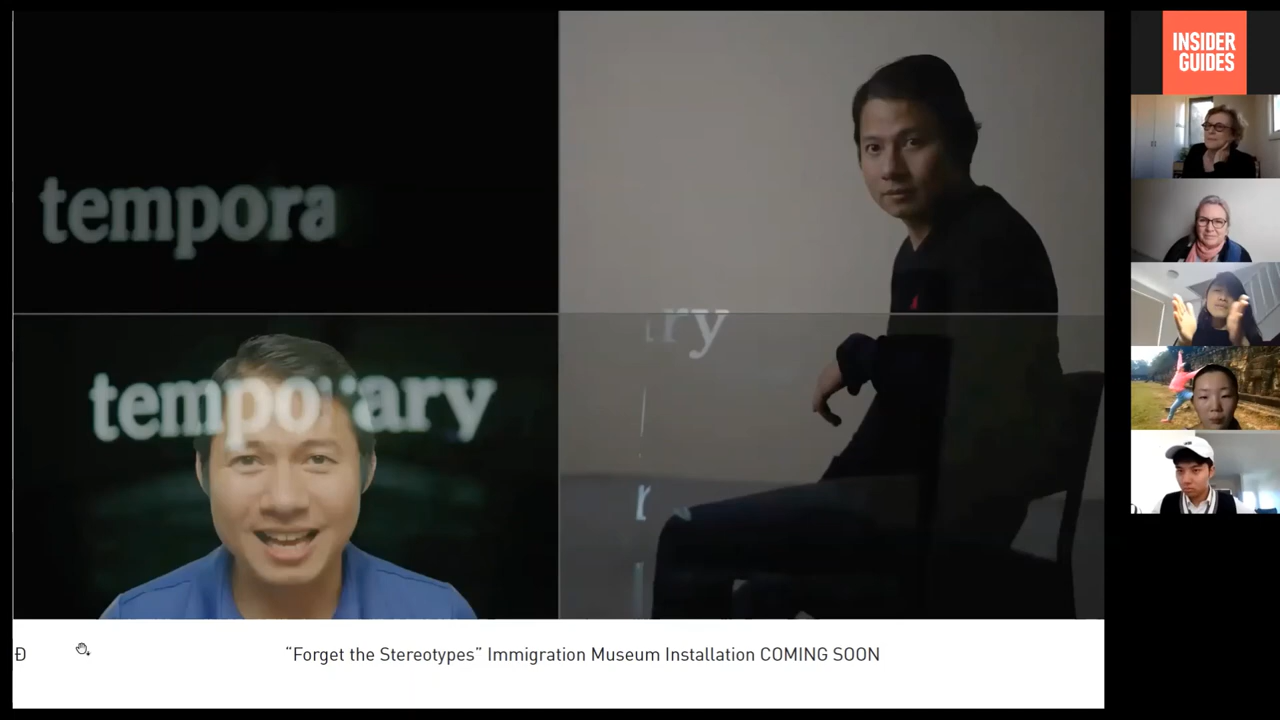 tempora
ry
temporary
r
Đ
“Forget the Stereotypes” Immigration Museum Installation COMING SOON
INSIDER
GUIDES